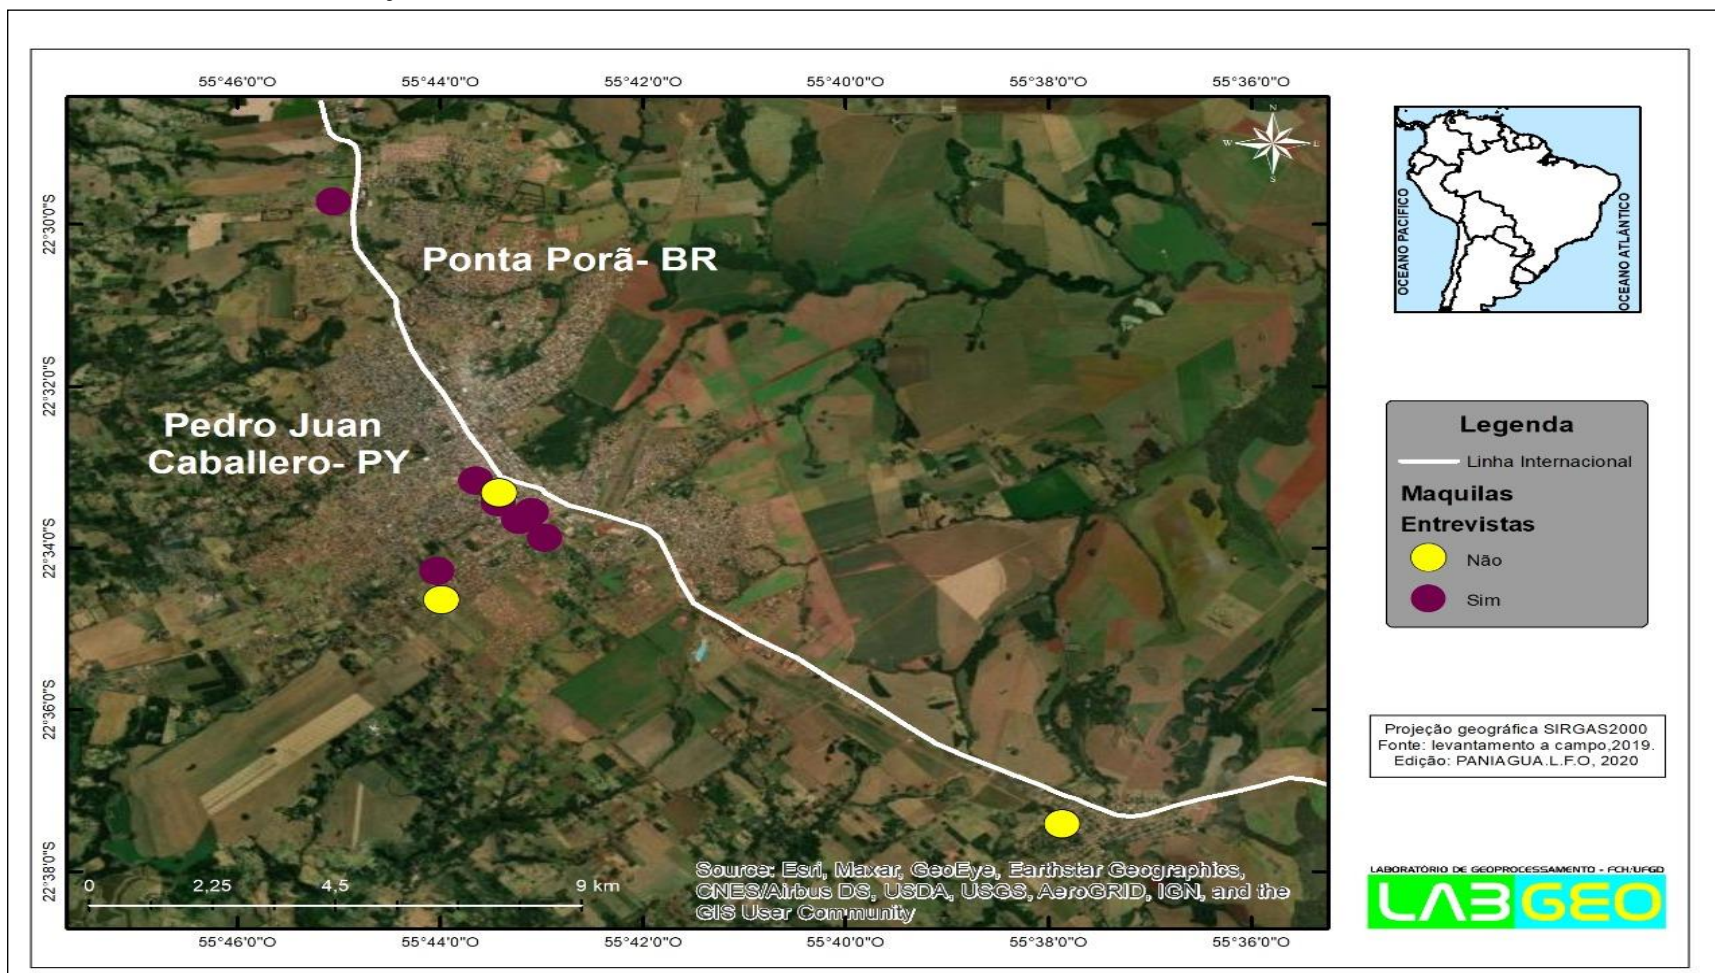 55°46'0"O
55°44'0"O
55°42'0"O
55°40'0"O
55°38'0"O
55°36'0"O
22°30'0"S
22°32'0"S
22°34'0"S
22°36'0"S
22°38'0"S
N
W
E
S
Ponta Porã- BR
Pedro Juan
Caballero- PY
0 2,25 4,5 9 km
Source: Esri, Maxar, GeoEye, Earthstar Geographics,
CNES/Airbus DS, USDA, USGS, AeroGRID, IGN, and the
GIS User Community
55°46'0"O
55°44'0"O
55°42'0"O
55°40'0"O
55°38'0"O
55°36'0"O
OCEANO PACÍFICO
OCEANO ATLÂNTICO
Legenda
Linha Internacional
Maquilas
Entrevistas
Não
Sim
Projeção geográfica SIRGAS2000
Fonte: levantamento a campo,2019.
Edição: PANIAGUA.L.F.O, 2020
LABORATÓRIO DE GEOPROCESSAMENTO - FCH/UFGD
LABGEO